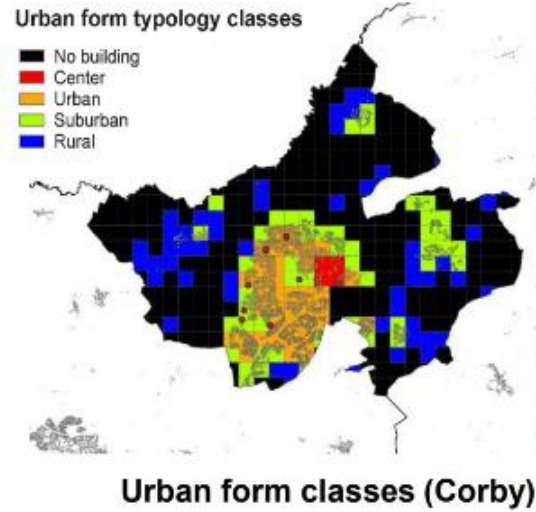 Urban form typology classes
No building
Center
Urban
Suburban
Rural
Urban form classes (Corby)